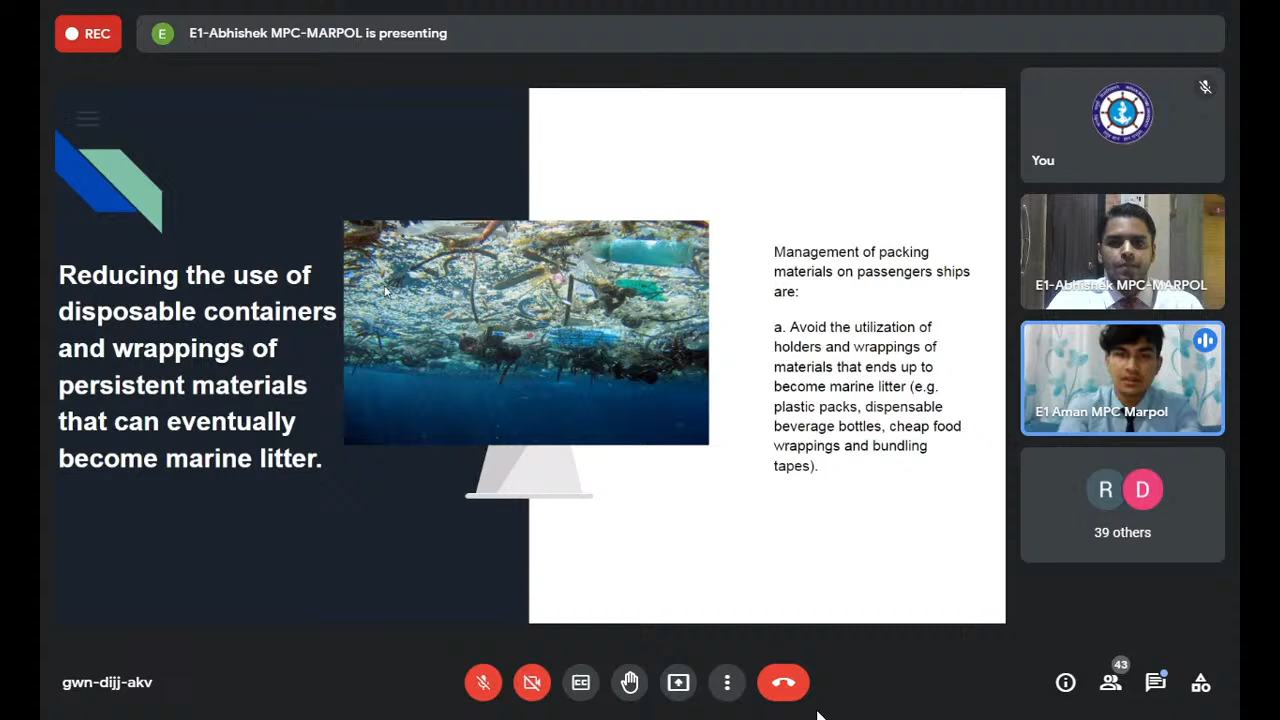 REC
E
E1-Abhishek MPC-MARPOL is presenting
Reducing the use of
disposable containers
and wrappings of
persistent materials
that can eventually
become marine litter.
Management of packing
materials on passengers ships
are:
a. Avoid the utilization of
holders and wrappings of
materials that ends up to
become marine litter (e.g.
plastic packs, dispensable
beverage bottles, cheap food
wrappings and bundling
tapes).
You
E1-Abhishek MPC-MARPOL
E1 Aman MPC Marpol
R D
39 others
gwn-dijj-akv
CC
43